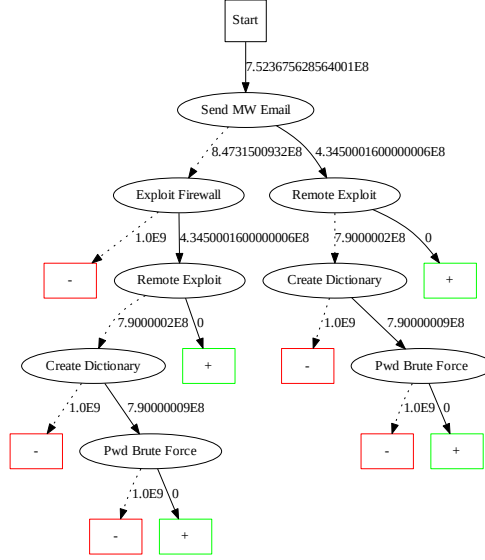 Start
7.523675628564001E8
Send MW Email
8.4731500932E8
4.3450001600000006E8
Exploit Firewall
Remote Exploit
1.0E9
4.3450001600000006E8
7.9000002E8
0
-
Remote Exploit
Create Dictionary
+
7.9000002E8
0
1.0E9
7.90000009E8
Create Dictionary
+
-
Pwd Brute Force
1.0E9
7.90000009E8
1.0E9
0
-
Pwd Brute Force
-
+
1.0E9
0
-
+